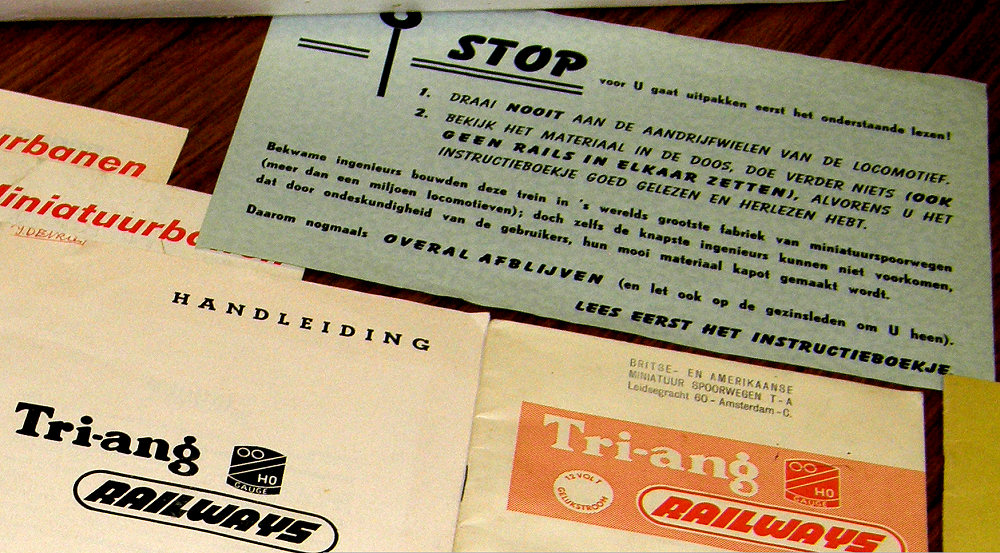 STOP voor U gaat uitpakken eerst het onderstaande lezen!
1. DRAAI NOOIT AAN DE AANDRIJFWIELEN VAN DE LOCOMOTIEF.
2. BEKIJK HET MATERIAAL IN DE DOOS, DOE VERDER NIETS (OOK
GEEN RAILS IN ELKAAR ZETTEN), ALVORENS U HET
INSTRUCTIEBOEKJE GOED GELEZEN EN HERLEZEN HEBT.
Bekwame ingenieurs bouwden deze trein in 's werelds grootste fabriek van miniatuurspoorwegen
(meer dan een miljoen locomotieven); doch zelfs de knapste ingenieurs kunnen niet voorkomen,
dat door ondeskundigheid van de gebruikers, hun mooi materiaal kapot gemaakt wordt.
Daarom nogmaals OVERAL AFBLIJVEN (en let ook op de gezinsleden om U heen).
LEES EERST HET INSTRUCTIEBOEKJE
urbanen
Miniatuurb
HANDLEIDING
Tri-ang
OO
HO
GAUGE
RAILWAYS
BRITSE- EN AMERIKAANSE
MINIATUUR SPOORWEGEN T-A
Leidsegracht 60 - Amsterdam-C.
Tri-ang
OO
HO
GAUGE
12 VOLT
GELIJKSTROOM
RAILWAYS